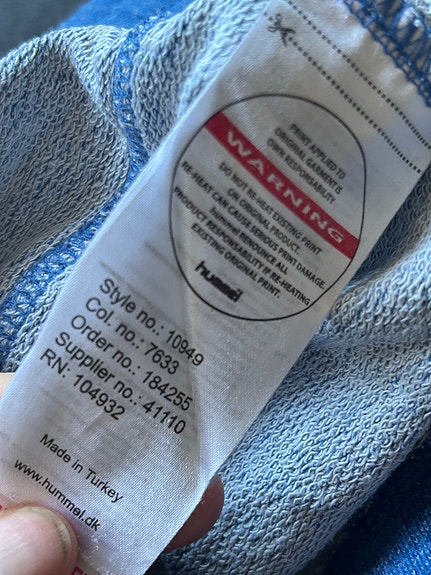 PRINT APPLIED TO
ORIGINAL GARMENT IS
OWN RESPONSABILITY
WARNING
DO NOT RE-HEAT EXISTING PRINT
ON ORIGINAL PRODUCT.
RE-HEAT CAN CAUSE SERIOUS PRINT DAMAGE.
hummel RENOUNCE ALL
PRODUCT RESPONSABILITY IF RE-HEATING
EXISTING ORIGINAL PRINT.
hummel
Style no.: 10949
Col. no.: 7633
Order no.: 184255
Supplier no.: 41110
RN: 104932
Made in Turkey
www.hummel.dk